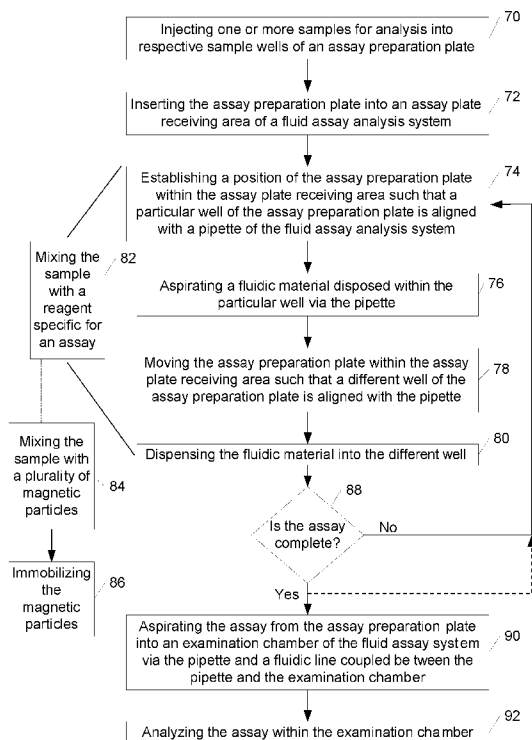 Injecting one or more samples for analysis into
respective sample wells of an assay preparation plate
70
Inserting the assay preparation plate into an assay plate
receiving area of a fluid assay analysis system
72
Establishing a position of the assay preparation plate
within the assay plate receiving area such that a
particular well of the assay preparation plate is aligned
with a pipette of the fluid assay analysis system
74
Mixing the
sample
with a
reagent
specific for
an assay
82
Aspirating a fluidic material disposed within the
particular well via the pipette
76
Moving the assay preparation plate within the assay
plate receiving area such that a different well of the
assay preparation plate is aligned with the pipette
78
Dispensing the fluidic material into the different well
80
Mixing the
sample with
a plurality of
magnetic
particles
84
Immobilizing
the
magnetic
particles
86
Is the assay
complete?
88
No
Yes
Aspirating the assay from the assay preparation plate
into an examination chamber of the fluid assay system
via the pipette and a fluidic line coupled be tween the
pipette and the examination chamber
90
Analyzing the assay within the examination chamber
92